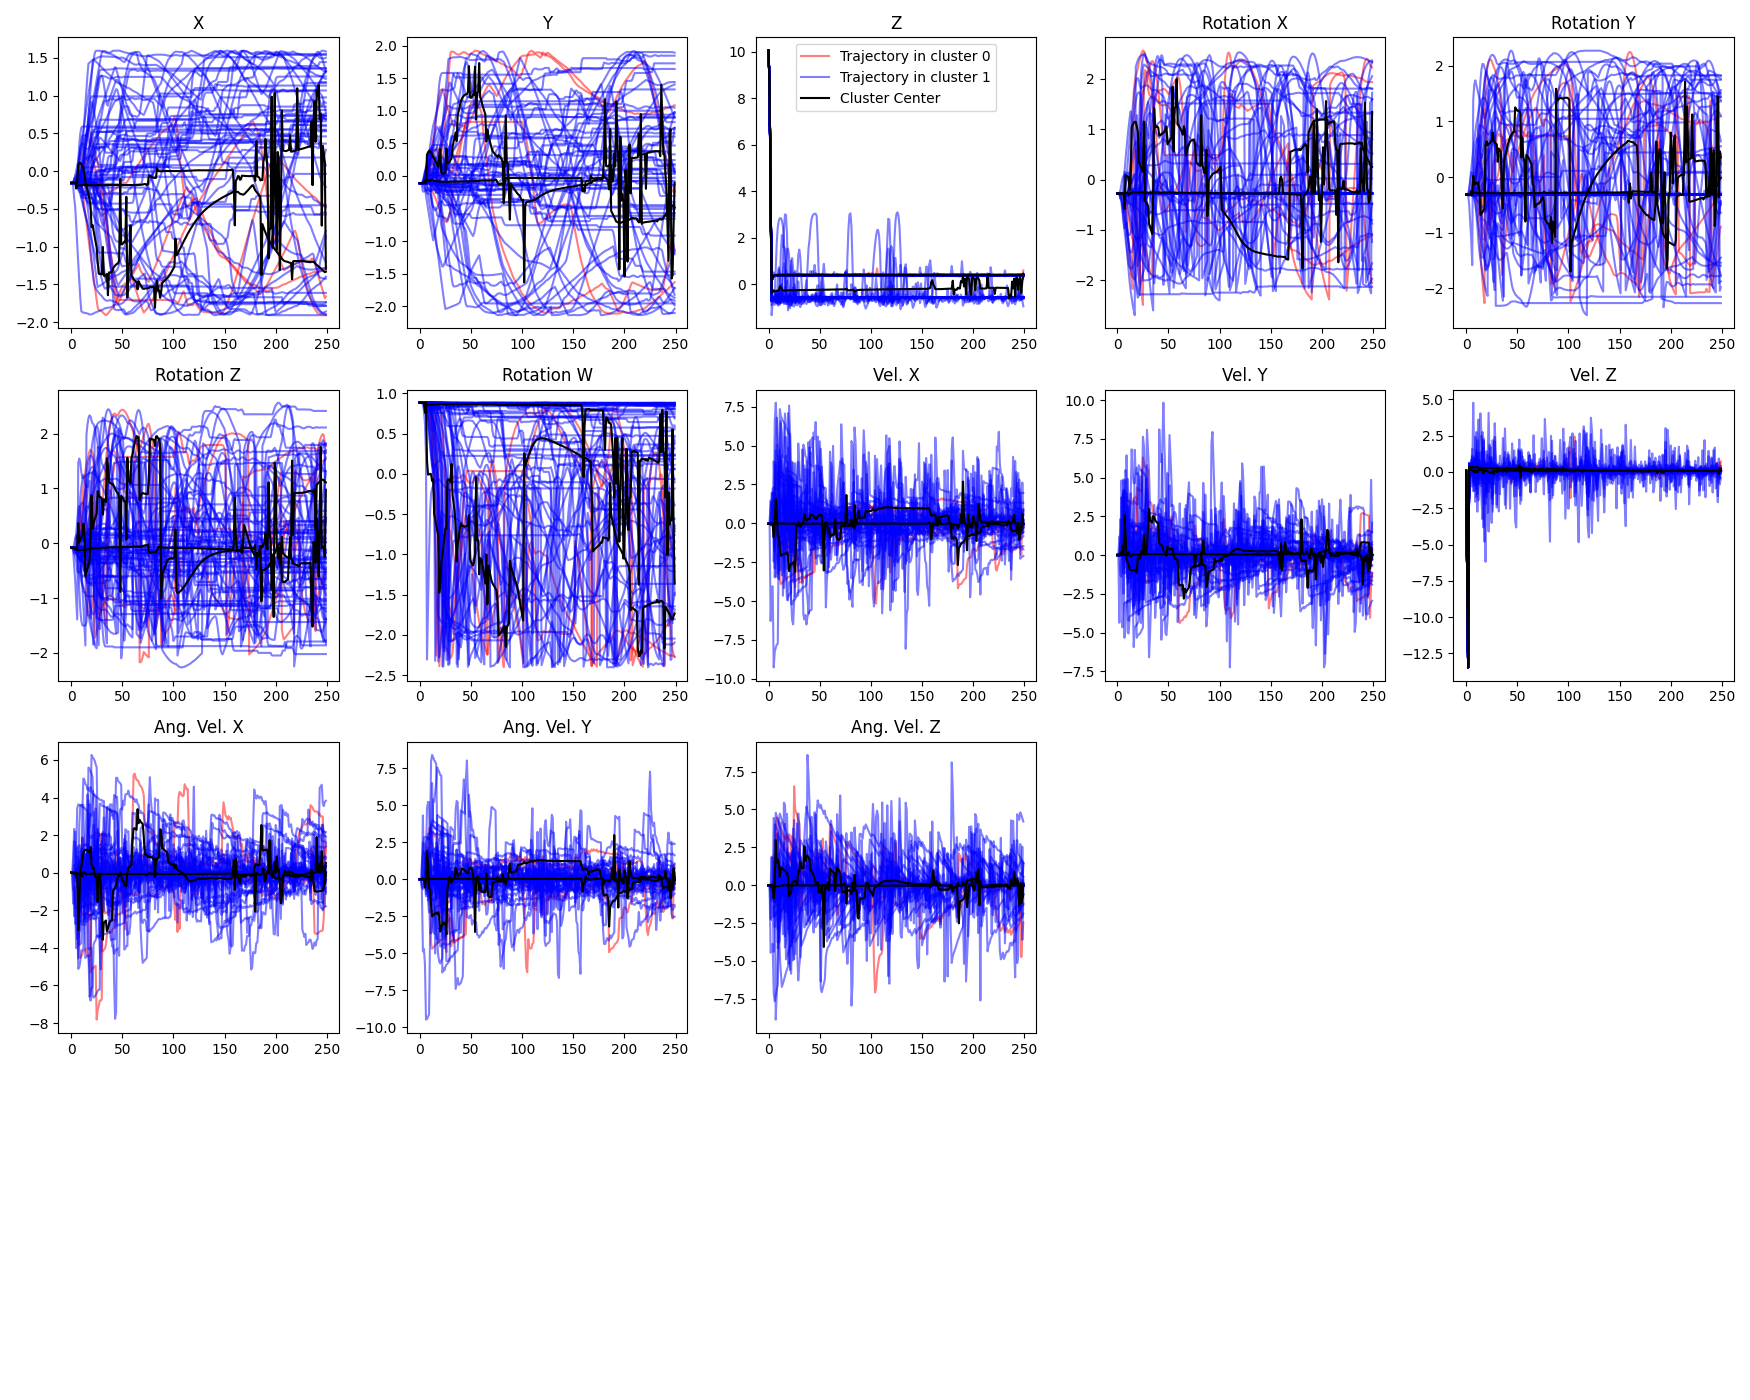 X Y Z Rotation X Rotation Y
1.5 1.0 0.5 0.0 −0.5 −1.0 −1.5 −2.0
2.0 1.5 1.0 0.5 0.0 −0.5 −1.0 −1.5 −2.0
10 8 6 4 2 0
Trajectory in cluster 0
Trajectory in cluster 1
Cluster Center
2 1 0 −1 −2
2 1 0 −1 −2
0 50 100 150 200 250
0 50 100 150 200 250
0 50 100 150 200 250
0 50 100 150 200 250
0 50 100 150 200 250
Rotation Z Rotation W Vel. X Vel. Y Vel. Z
2 1 0 −1 −2
1.0 0.5 0.0 −0.5 −1.0 −1.5 −2.0 −2.5
7.5 5.0 2.5 0.0 −2.5 −5.0 −7.5 −10.0
10.0 7.5 5.0 2.5 0.0 −2.5 −5.0 −7.5
5.0 2.5 0.0 −2.5 −5.0 −7.5 −10.0 −12.5
0 50 100 150 200 250
0 50 100 150 200 250
0 50 100 150 200 250
0 50 100 150 200 250
0 50 100 150 200 250
Ang. Vel. X Ang. Vel. Y Ang. Vel. Z
6 4 2 0 −2 −4 −6 −8
7.5 5.0 2.5 0.0 −2.5 −5.0 −7.5 −10.0
7.5 5.0 2.5 0.0 −2.5 −5.0 −7.5
0 50 100 150 200 250
0 50 100 150 200 250
0 50 100 150 200 250